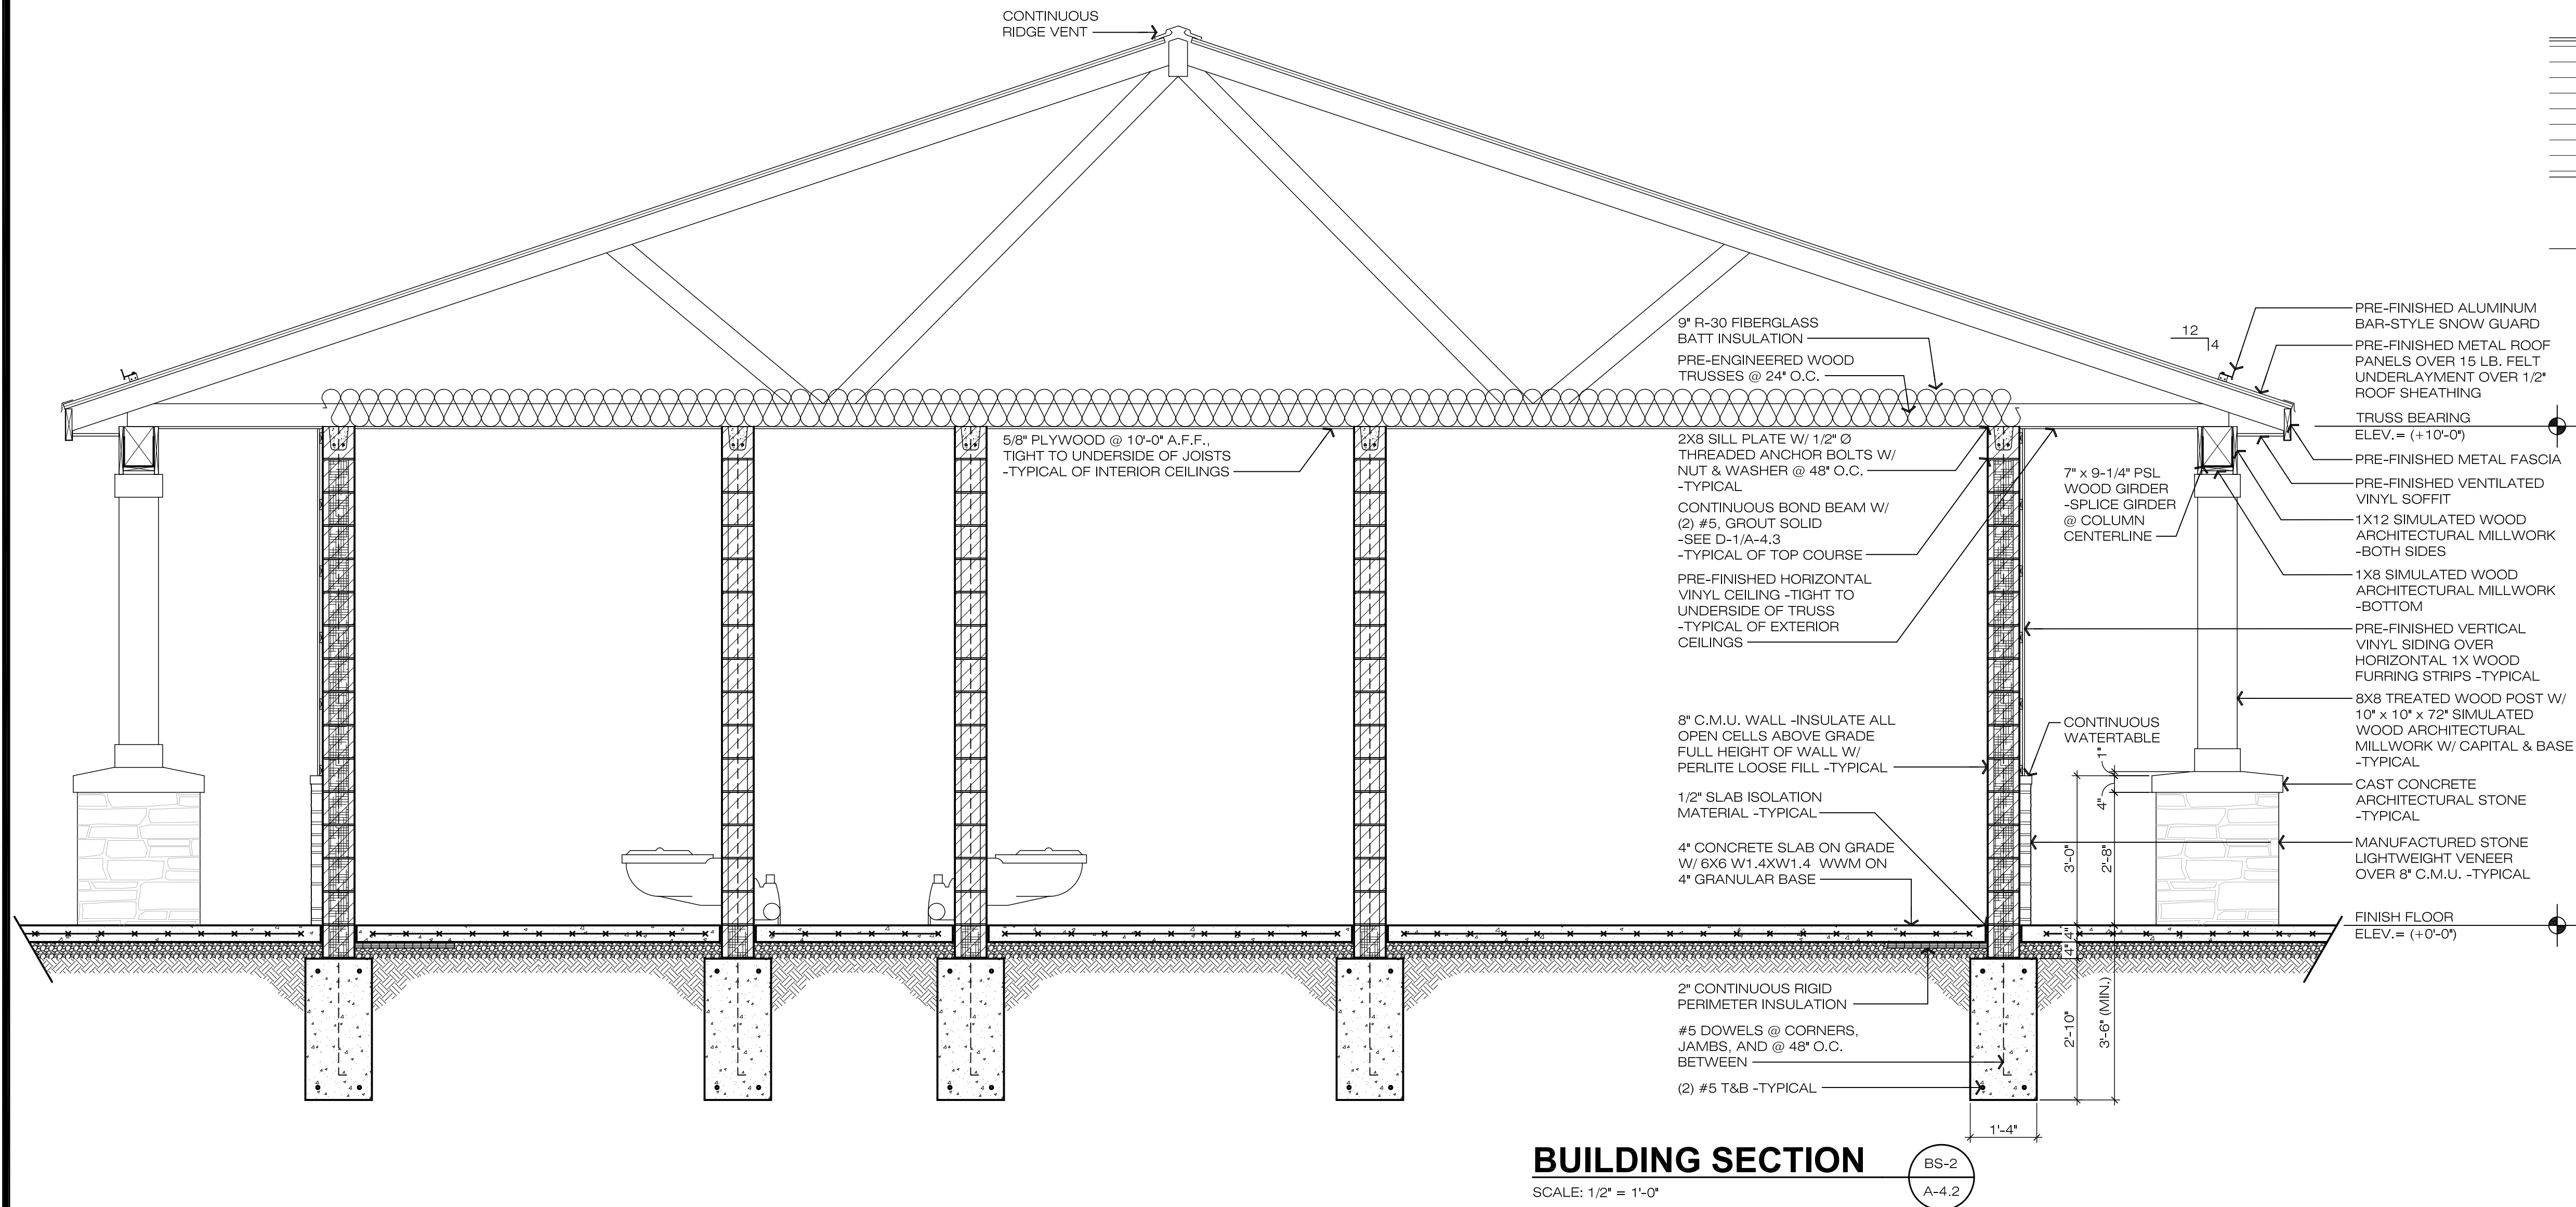 CONTINUOUS
RIDGE VENT
9" R-30 FIBERGLASS
BATT INSULATION
PRE-ENGINEERED WOOD
TRUSSES @ 24" O.C.
5/8" PLYWOOD @ 10'-0" A.F.F.,
TIGHT TO UNDERSIDE OF JOISTS
-TYPICAL OF INTERIOR CEILINGS
2X8 SILL PLATE W/ 1/2" Ø
THREADED ANCHOR BOLTS W/
NUT & WASHER @ 48" O.C.
-TYPICAL
CONTINUOUS BOND BEAM W/
(2) #5, GROUT SOLID
-SEE D-1/A-4.3
-TYPICAL OF TOP COURSE
PRE-FINISHED HORIZONTAL
VINYL CEILING -TIGHT TO
UNDERSIDE OF TRUSS
-TYPICAL OF EXTERIOR
CEILINGS
8" C.M.U. WALL -INSULATE ALL
OPEN CELLS ABOVE GRADE
FULL HEIGHT OF WALL W/
PERLITE LOOSE FILL -TYPICAL
1/2" SLAB ISOLATION
MATERIAL -TYPICAL
4" CONCRETE SLAB ON GRADE
W/ 6X6 W1.4XW1.4 WWM ON
4" GRANULAR BASE
2" CONTINUOUS RIGID
PERIMETER INSULATION
#5 DOWELS @ CORNERS,
JAMBS, AND @ 48" O.C.
BETWEEN
(2) #5 T&B -TYPICAL
7" x 9-1/4" PSL
WOOD GIRDER
-SPLICE GIRDER
@ COLUMN
CENTERLINE
CONTINUOUS
WATERTABLE
12
4
1"
4"
3'-0"
2'-8"
4"
4"
2'-10"
3'-6" (MIN.)
1'-4"
PRE-FINISHED ALUMINUM
BAR-STYLE SNOW GUARD
PRE-FINISHED METAL ROOF
PANELS OVER 15 LB. FELT
UNDERLAYMENT OVER 1/2"
ROOF SHEATHING
TRUSS BEARING
ELEV.= (+10'-0")
PRE-FINISHED METAL FASCIA
PRE-FINISHED VENTILATED
VINYL SOFFIT
1X12 SIMULATED WOOD
ARCHITECTURAL MILLWORK
-BOTH SIDES
1X8 SIMULATED WOOD
ARCHITECTURAL MILLWORK
-BOTTOM
PRE-FINISHED VERTICAL
VINYL SIDING OVER
HORIZONTAL 1X WOOD
FURRING STRIPS -TYPICAL
8X8 TREATED WOOD POST W/
10" x 10" x 72" SIMULATED
WOOD ARCHITECTURAL
MILLWORK W/ CAPITAL & BASE
-TYPICAL
CAST CONCRETE
ARCHITECTURAL STONE
-TYPICAL
MANUFACTURED STONE
LIGHTWEIGHT VENEER
OVER 8" C.M.U. -TYPICAL
FINISH FLOOR
ELEV.= (+0'-0")
BUILDING SECTION
SCALE: 1/2" = 1'-0"
BS-2
A-4.2